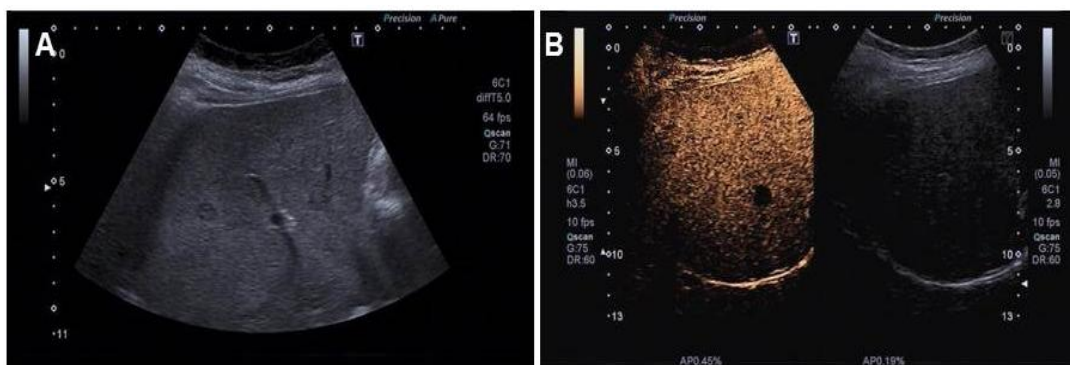 A
Precision A Pure
T
0
6C1
diffT5.0
64 fps
Qscan
G:71
DR:70
5
11
B
Precision
Precision
T
0
0
5
5
MI
(0.06)
6C1
h3.5
10 fps
Qscan
G:75
DR:60
MI
(0.05)
6C1
2.8
10 fps
Qscan
G:75
DR:60
10
10
13
13
AP0.45%
AP0.19%